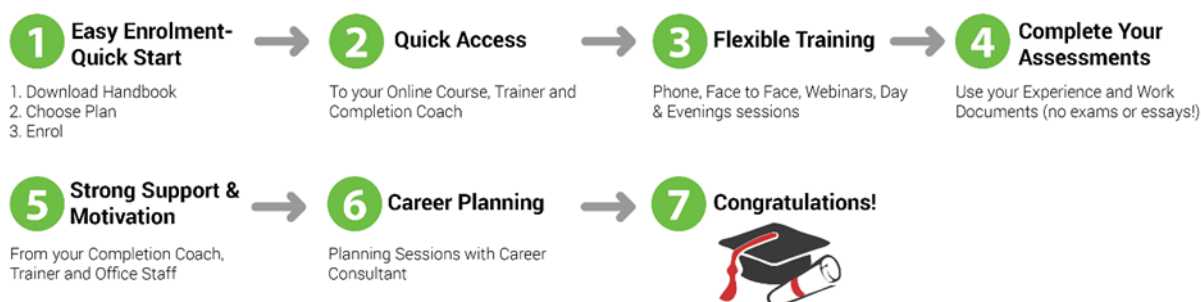 1
Easy Enrolment-
Quick Start
1. Download Handbook
2. Choose Plan
3. Enrol
2
Quick Access
To your Online Course, Trainer and
Completion Coach
3
Flexible Training
Phone, Face to Face, Webinars, Day
& Evenings sessions
4
Complete Your
Assessments
Use your Experience and Work
Documents (no exams or essays!)
5
Strong Support &
Motivation
From your Completion Coach,
Trainer and Office Staff
6
Career Planning
Planning Sessions with Career
Consultant
7
Congratulations!